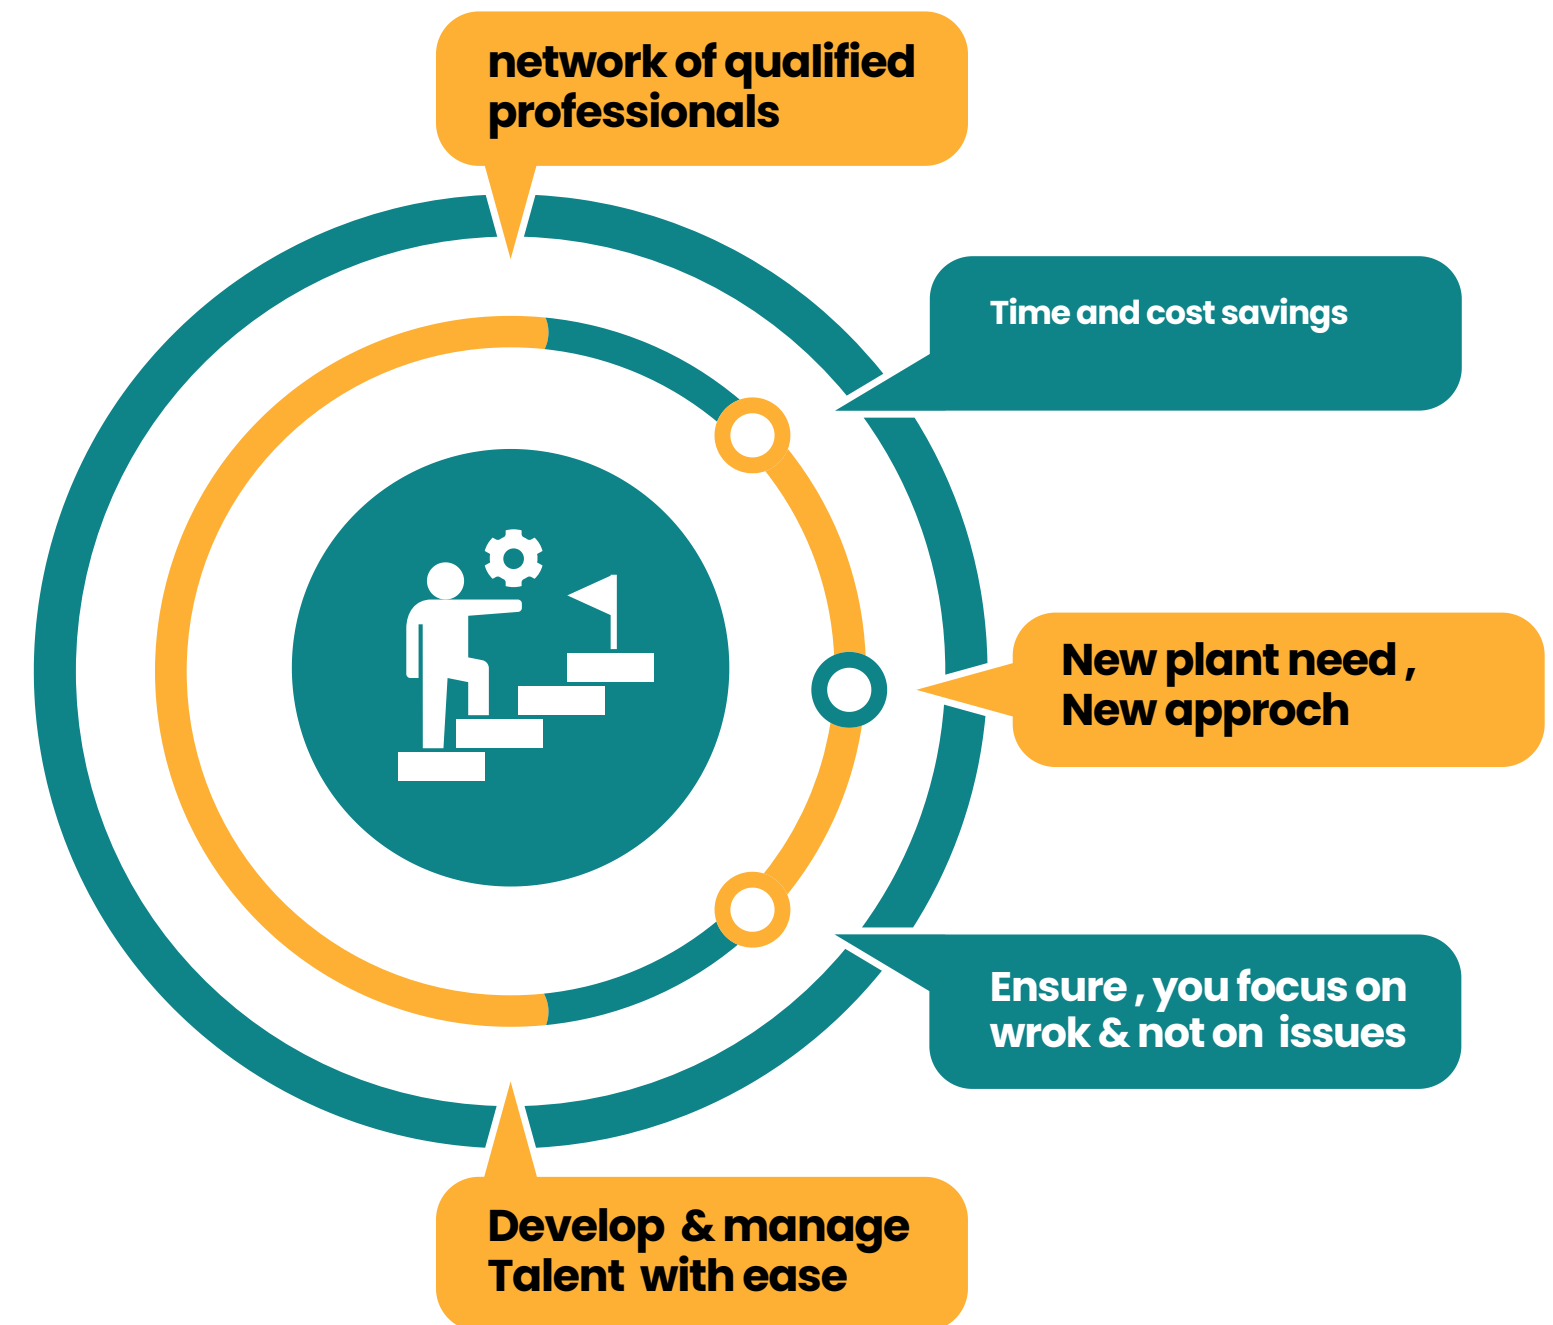 network of qualified
professionals
Time and cost savings
New plant need ,
New approch
Ensure , you focus on
wrok & not on issues
Develop & manage
Talent with ease